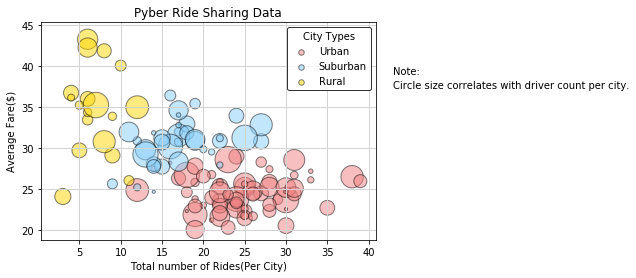 Pyber Ride Sharing Data
45
40
35
30
25
20
Average Fare($)
City Types
Urban
Suburban
Rural
Note:
Circle size correlates with driver count per city.
5
10
15
20
25
30
35
40
Total number of Rides(Per City)